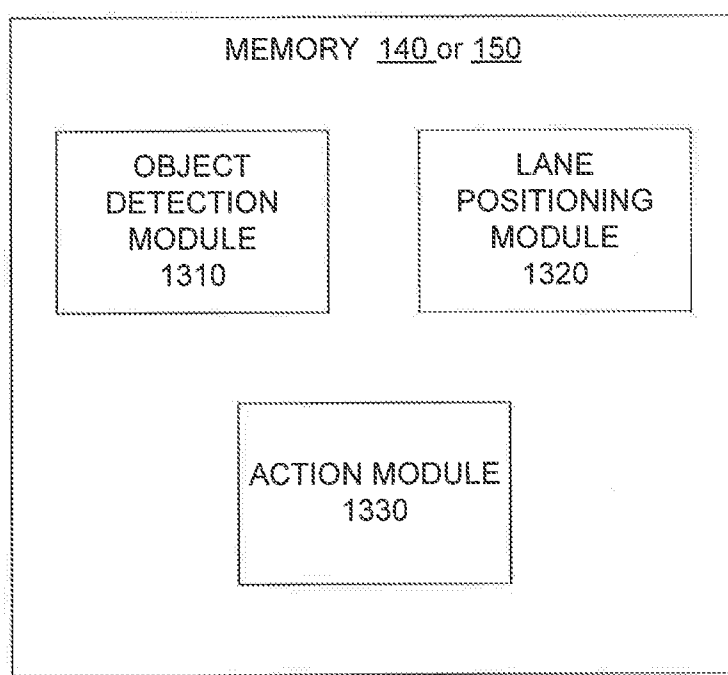 MEMORY 140 or 150
OBJECT
DETECTION
MODULE
1310
LANE
POSITIONING
MODULE
1320
ACTION MODULE
1330